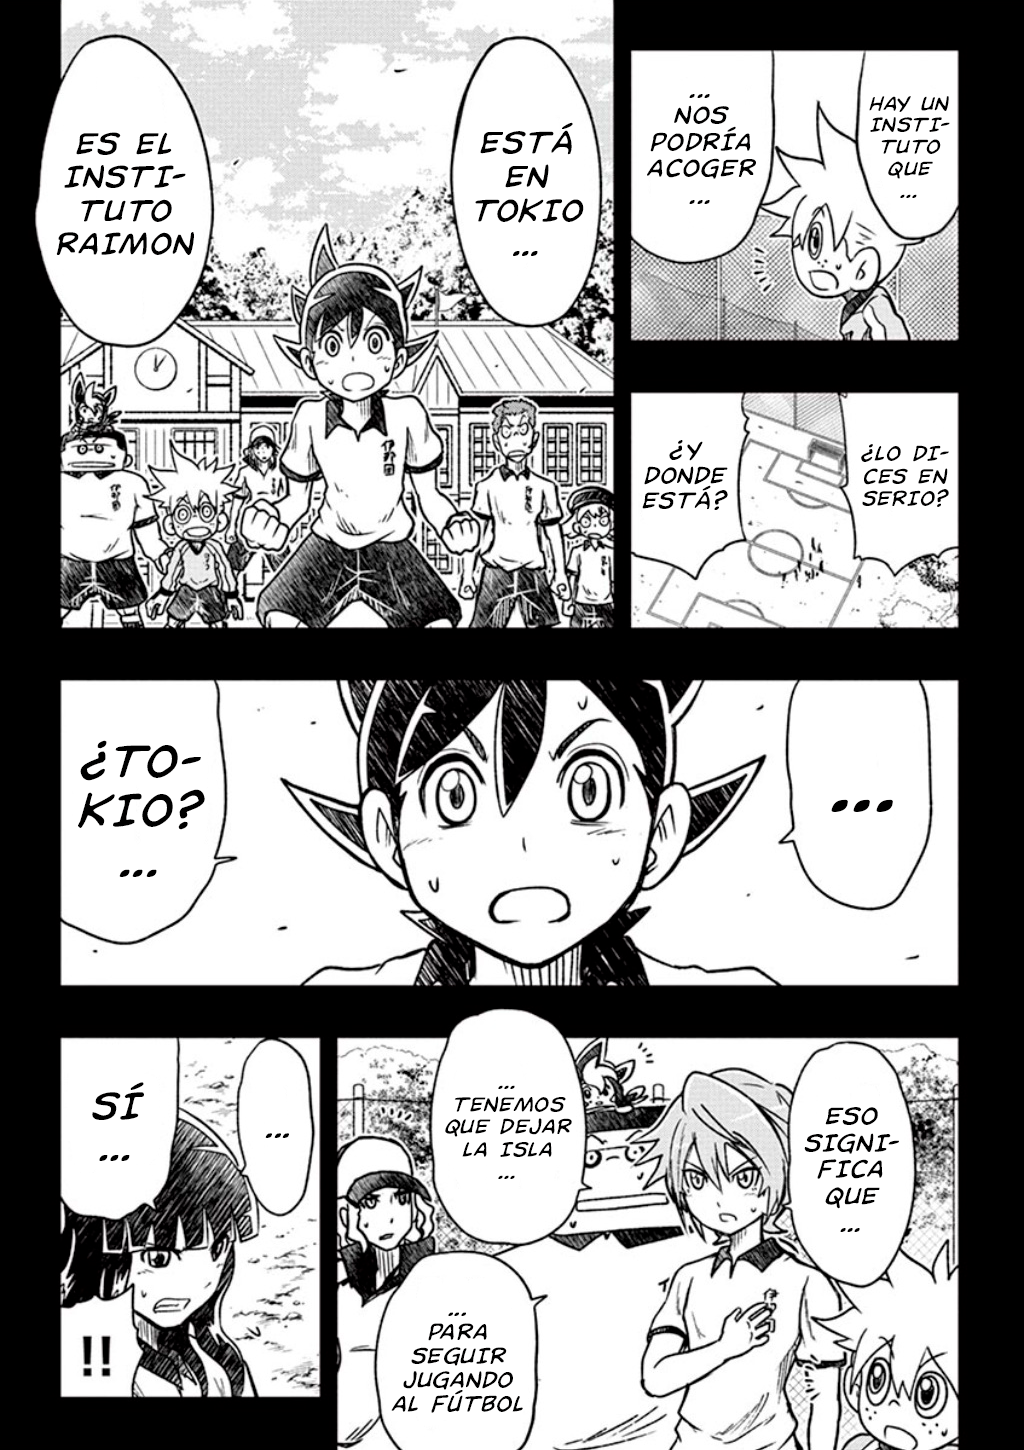 HAY UN
INSTI-
TUTO
QUE
...
...
NOS
PODRÍA
ACOGER
...
¿LO DI-
CES EN
SERIO?
¿Y
DONDE
ESTÁ?
ESTÁ
EN
TOKIO
...
ES EL
INSTI-
TUTO
RAIMON
...
¿TO-
KIO?
...
ESO
SIGNI-
FICA
QUE
...
...
TENEMOS
QUE DEJAR
LA ISLA
...
...
PARA
SEGUIR
JUGANDO
AL FÚTBOL
...
SÍ
...
!!